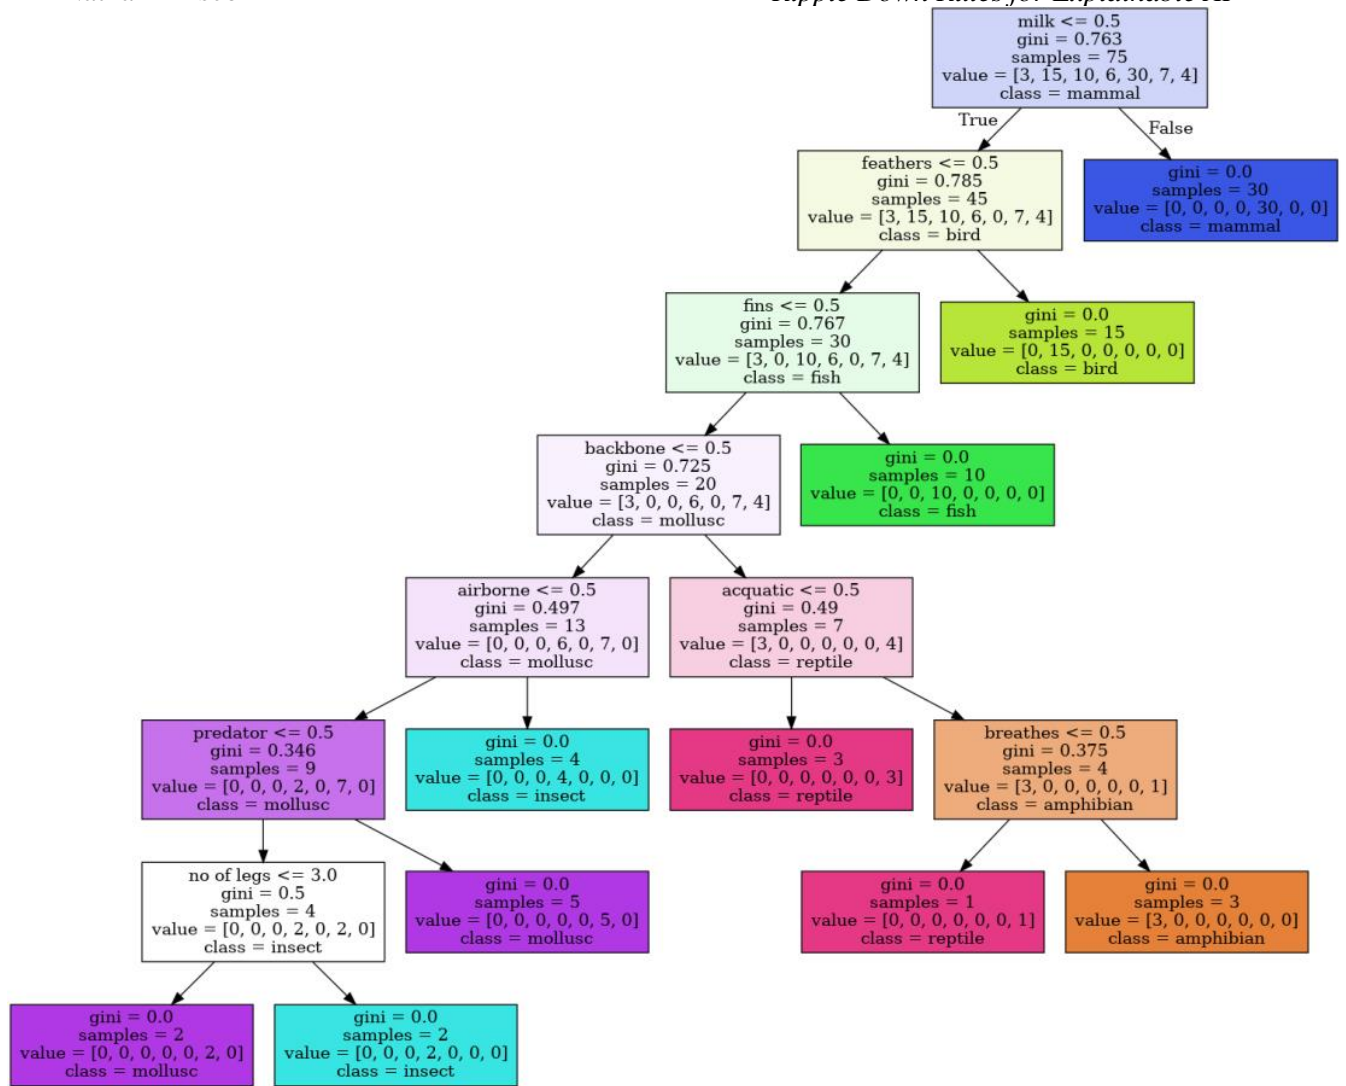 Ripple Down Rules for Explainable AI
milk <= 0.5
gini = 0.763
samples = 75
value = [3, 15, 10, 6, 30, 7, 4]
class = mammal
True
False
feathers <= 0.5
gini = 0.785
samples = 45
value = [3, 15, 10, 6, 0, 7, 4]
class = bird
gini = 0.0
samples = 30
value = [0, 0, 0, 0, 30, 0, 0]
class = mammal
fins <= 0.5
gini = 0.767
samples = 30
value = [3, 0, 10, 6, 0, 7, 4]
class = fish
gini = 0.0
samples = 15
value = [0, 15, 0, 0, 0, 0, 0]
class = bird
backbone <= 0.5
gini = 0.725
samples = 20
value = [3, 0, 0, 6, 0, 7, 4]
class = mollusc
gini = 0.0
samples = 10
value = [0, 0, 10, 0, 0, 0, 0]
class = fish
airborne <= 0.5
gini = 0.497
samples = 13
value = [0, 0, 0, 6, 0, 7, 0]
class = mollusc
acquatic <= 0.5
gini = 0.49
samples = 7
value = [3, 0, 0, 0, 0, 0, 4]
class = reptile
predator <= 0.5
gini = 0.346
samples = 9
value = [0, 0, 0, 2, 0, 7, 0]
class = mollusc
gini = 0.0
samples = 4
value = [0, 0, 0, 4, 0, 0, 0]
class = insect
gini = 0.0
samples = 3
value = [0, 0, 0, 0, 0, 0, 3]
class = reptile
breathes <= 0.5
gini = 0.375
samples = 4
value = [3, 0, 0, 0, 0, 0, 1]
class = amphibian
no of legs <= 3.0
gini = 0.5
samples = 4
value = [0, 0, 0, 2, 0, 2, 0]
class = insect
gini = 0.0
samples = 5
value = [0, 0, 0, 0, 0, 5, 0]
class = mollusc
gini = 0.0
samples = 1
value = [0, 0, 0, 0, 0, 0, 1]
class = reptile
gini = 0.0
samples = 3
value = [3, 0, 0, 0, 0, 0, 0]
class = amphibian
gini = 0.0
samples = 2
value = [0, 0, 0, 0, 0, 2, 0]
class = mollusc
gini = 0.0
samples = 2
value = [0, 0, 0, 2, 0, 0, 0]
class = insect